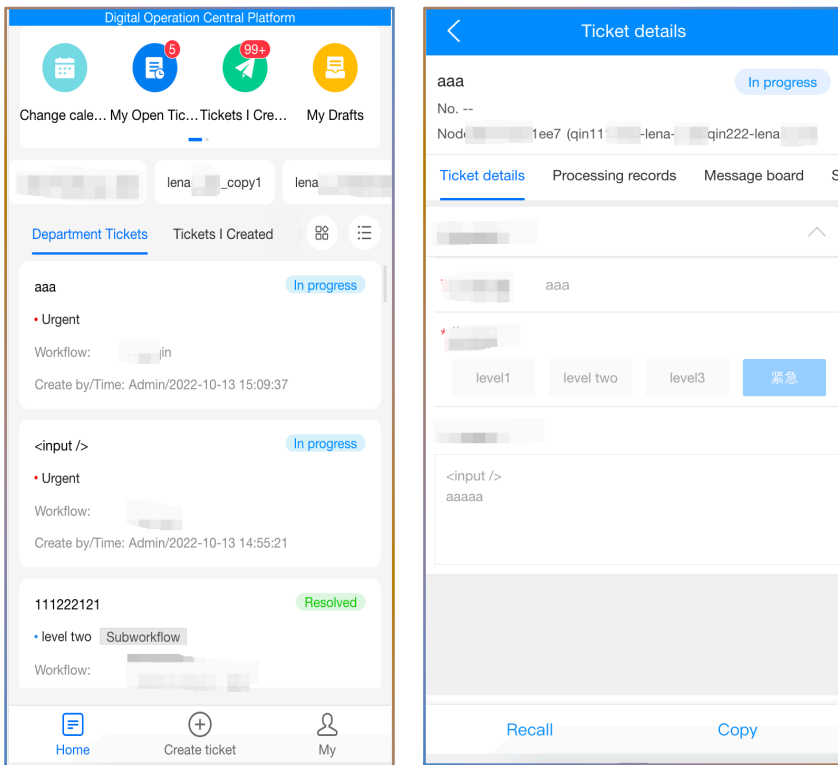 Digital Operation Central Platform
5
99+
Change cale...
My Open Tic...
Tickets I Cre...
My Drafts
lena
_copy1
lena
Department Tickets
Tickets I Created
aaa
In progress
• Urgent
Workflow:
in
Create by/Time: Admin/2022-10-13 15:09:37
<input />
In progress
• Urgent
Workflow:
Create by/Time: Admin/2022-10-13 14:55:21
111222121
Resolved
• level two Subworkflow
Workflow:
Home
Create ticket
My
Ticket details
aaa
In progress
No. --
1ee7 (qin11 -lena- qin222-lena
Ticket details
Processing records
Message board
S
aaa
*
level1
level two
level3
紧急
<input />
aaaaa
Recall
Copy